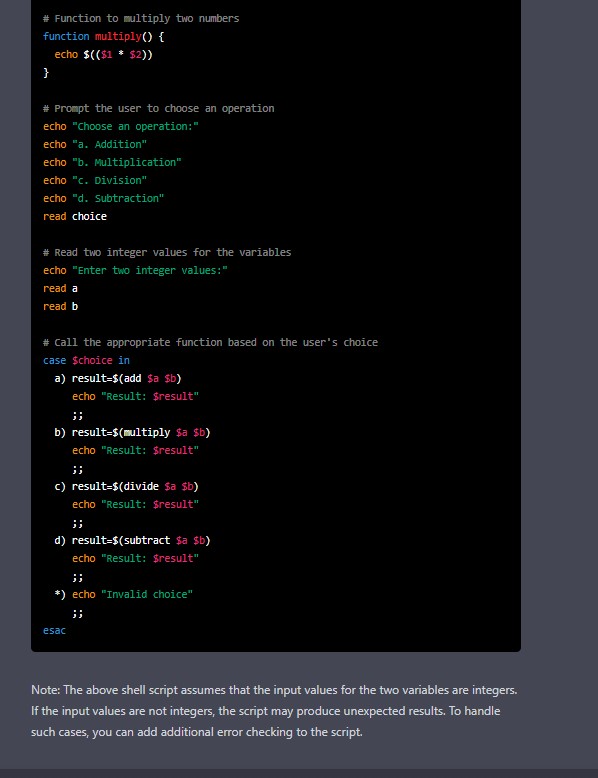 # Function to multiply two numbers
function multiply() {
  echo $(($1 * $2))
}
# Prompt the user to choose an operation
echo "Choose an operation:"
echo "a. Addition"
echo "b. Multiplication"
echo "c. Division"
echo "d. Subtraction"
read choice
# Read two integer values for the variables
echo "Enter two integer values:"
read a
read b
# Call the appropriate function based on the user's choice
case $choice in
  a) result=$(add $a $b)
     echo "Result: $result"
     ;;
  b) result=$(multiply $a $b)
     echo "Result: $result"
     ;;
  c) result=$(divide $a $b)
     echo "Result: $result"
     ;;
  d) result=$(subtract $a $b)
     echo "Result: $result"
     ;;
  *) echo "Invalid choice"
     ;;
esac
Note: The above shell script assumes that the input values for the two variables are integers.
If the input values are not integers, the script may produce unexpected results. To handle
such cases, you can add additional error checking to the script.